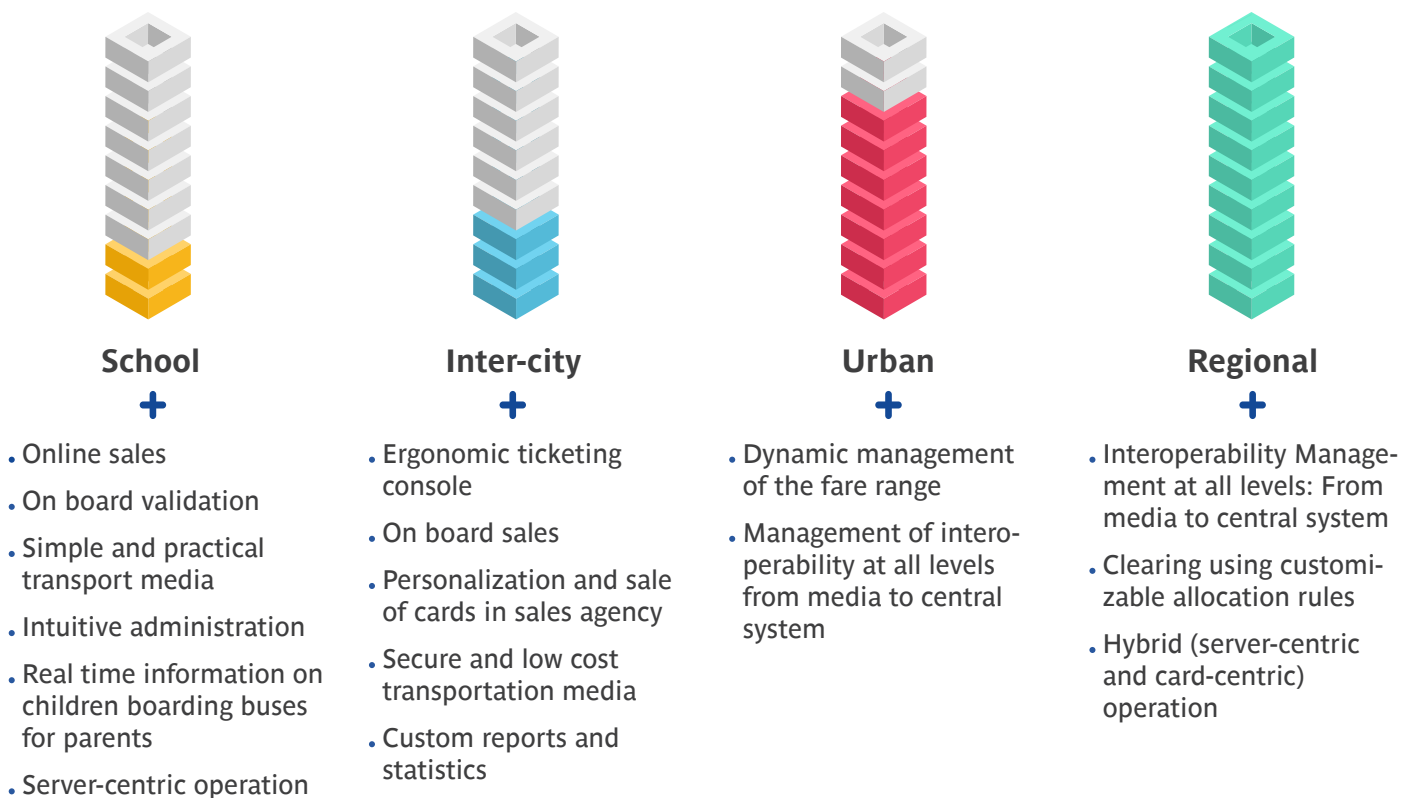 School
+
. Online sales
. On board validation
. Simple and practical
transport media
. Intuitive administration
. Real time information on
children boarding buses
for parents
. Server-centric operation
Inter-city
+
. Ergonomic ticketing
console
. On board sales
. Personalization and sale
of cards in sales agency
. Secure and low cost
transportation media
. Custom reports and
statistics
Urban
+
. Dynamic management
of the fare range
. Management of intero-
perability at all levels
from media to central
system
Regional
+
. Interoperability Manage-
ment at all levels: From
media to central system
. Clearing using customi-
zable allocation rules
. Hybrid (server-centric
and card-centric)
operation